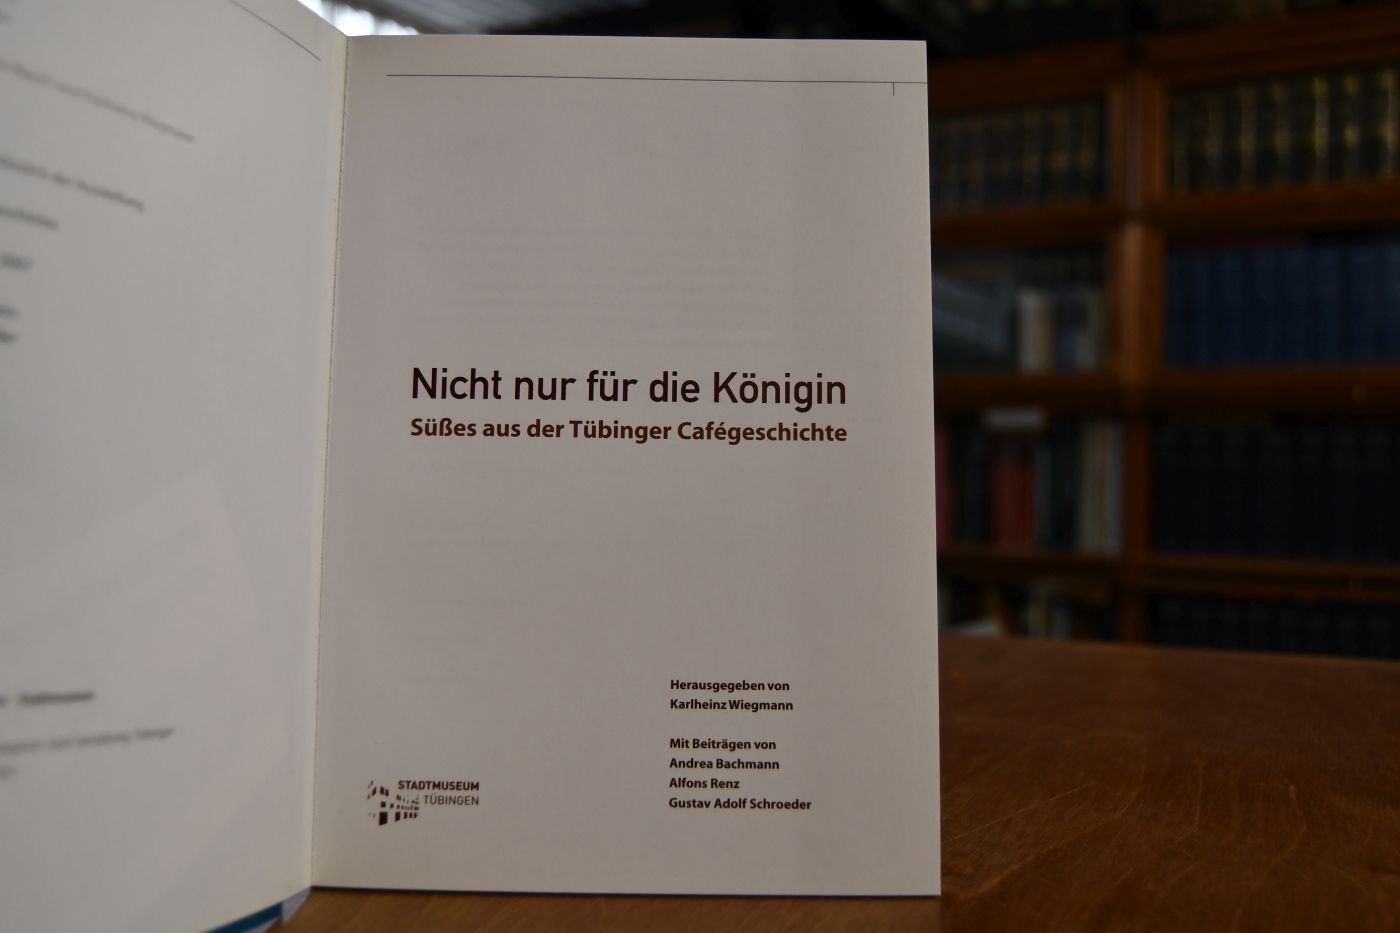 Nicht nur für die Königin
Süßes aus der Tübinger Cafégeschichte
Herausgegeben von
Karlheinz Wiegmann
Mit Beiträgen von
Andrea Bachmann
Alfons Renz
Gustav Adolf Schroeder
STADTMUSEUM
TÜBINGEN